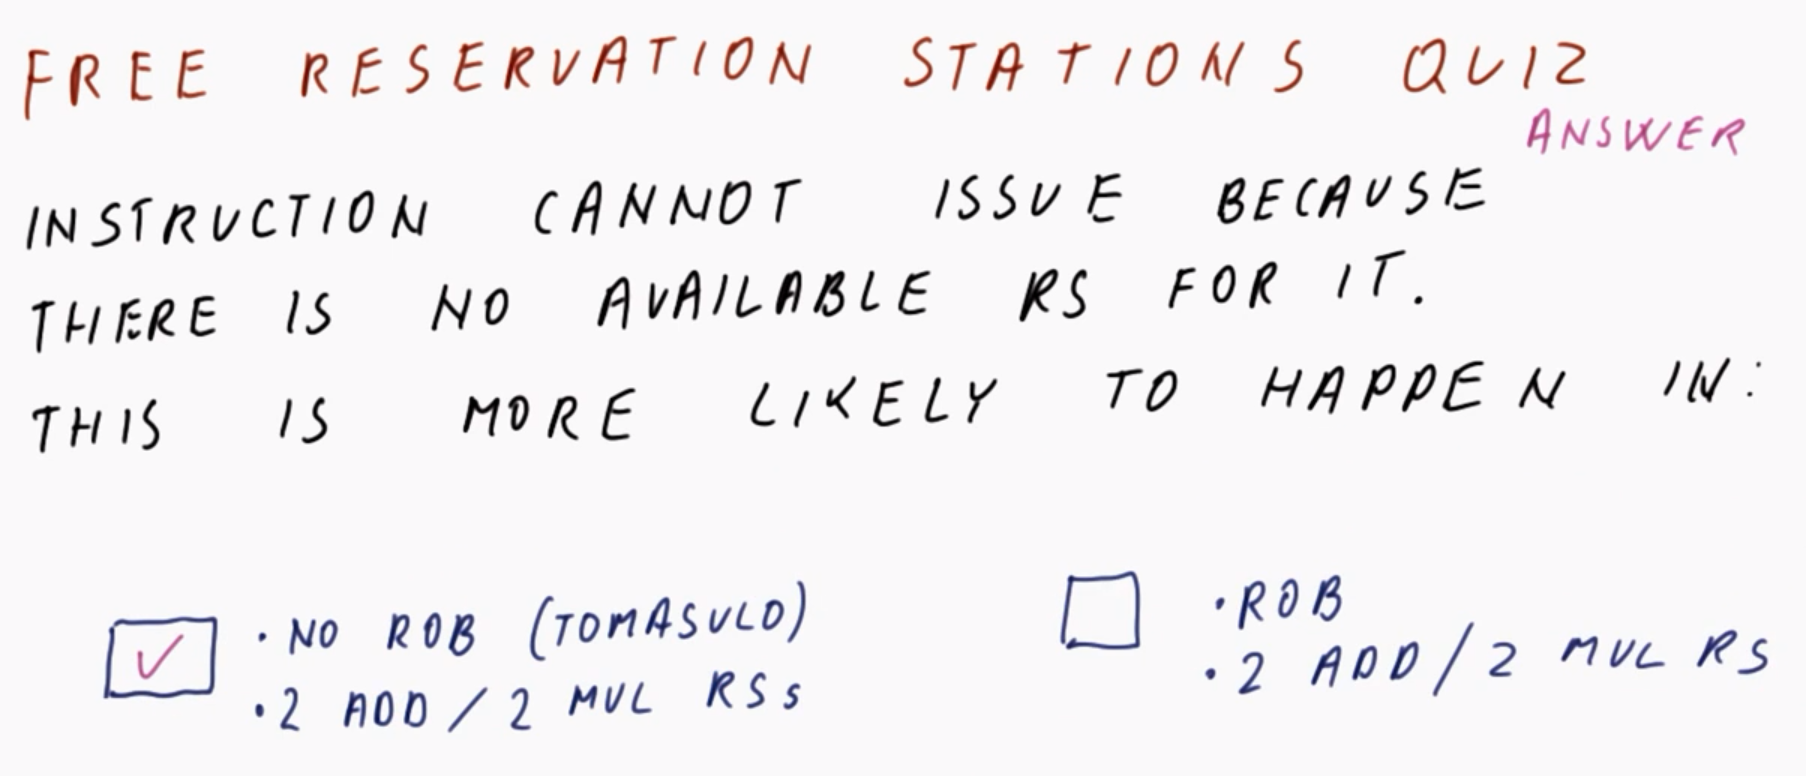 FREE RESERVATION STATIONS QUIZ
ANSWER
INSTRUCTION CANNOT ISSUE BECAUSE
THERE IS NO AVAILABLE RS FOR IT.
THIS IS MORE LIKELY TO HAPPEN IN:
✓ • NO ROB (TOMASULO)
• 2 ADD / 2 MUL RSs
• ROB
• 2 ADD / 2 MUL RS